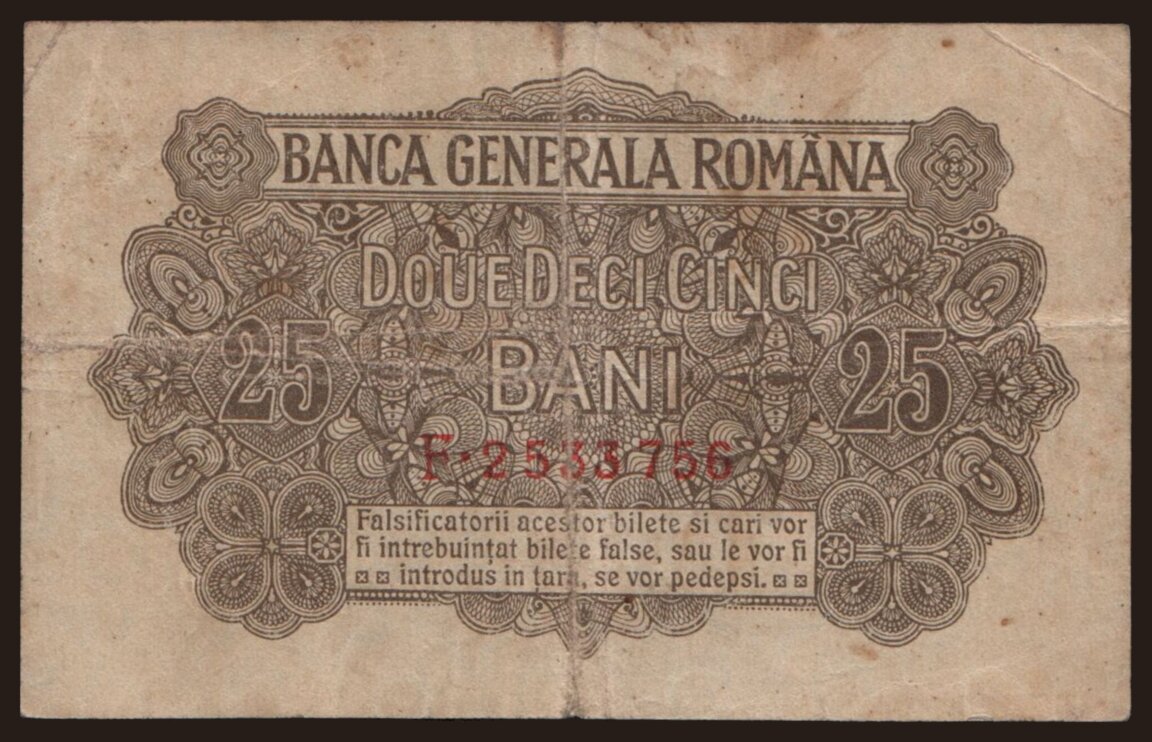 BANCA GENERALA ROMÂNA
DOUE DECI CINCI
25 BANI 25
F·2533756
Falsificatorii acestor bilete si cari vor
fi intrebuințat bilete false, sau le vor fi
introdus in țara, se vor pedepsi.